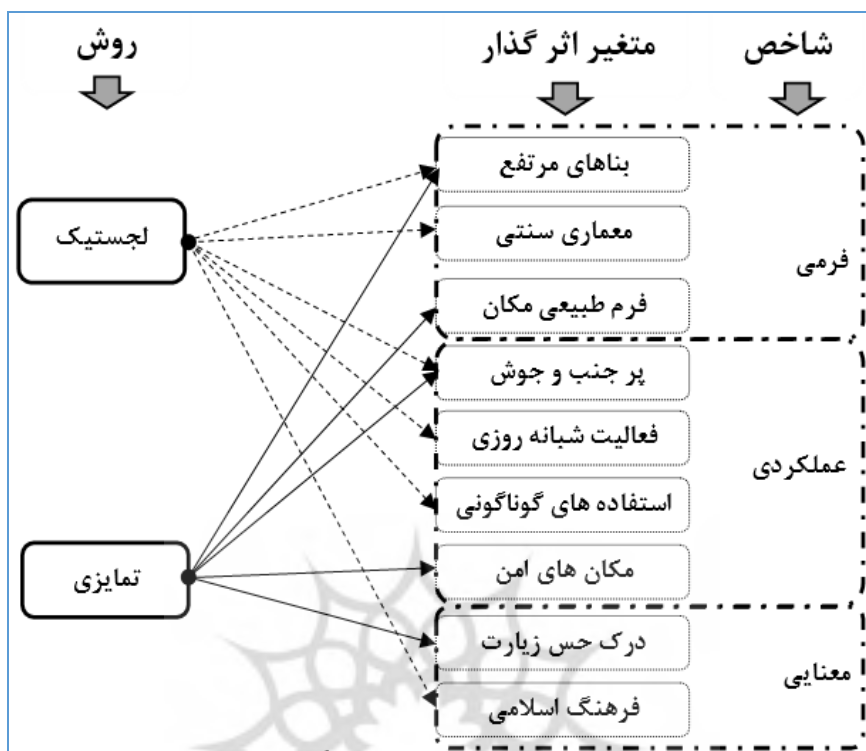 شاخص
متغیر اثر گذار
روش
فرمی
بناهای مرتفع
معماری سنتی
فرم طبیعی مکان
عملکردی
پر جنب و جوش
فعالیت شبانه روزی
استفاده های گوناگونی
مکان های امن
معنایی
درک حس زیارت
فرهنگ اسلامی
لجستیک
تمایزی